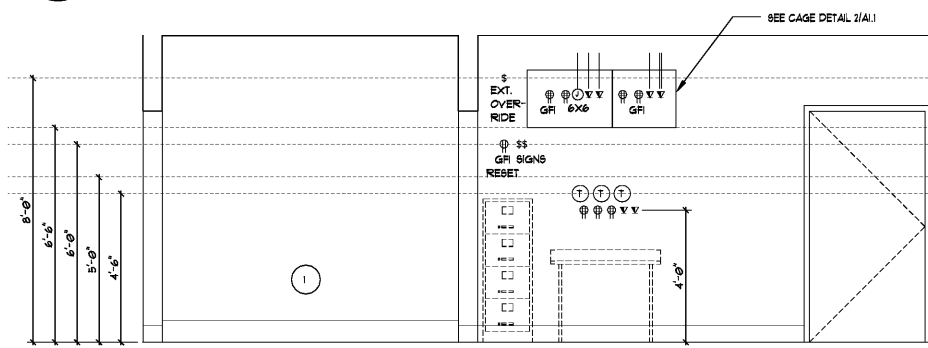 SEE CAGE DETAIL 2/A1.1
$
EXT.
OVER-
RIDE
J
GFI 6X6 GFI
$$
GFI SIGNS
RESET
T T T
8'-0"
6'-6"
6'-0"
5'-0"
4'-6"
4'-0"
1